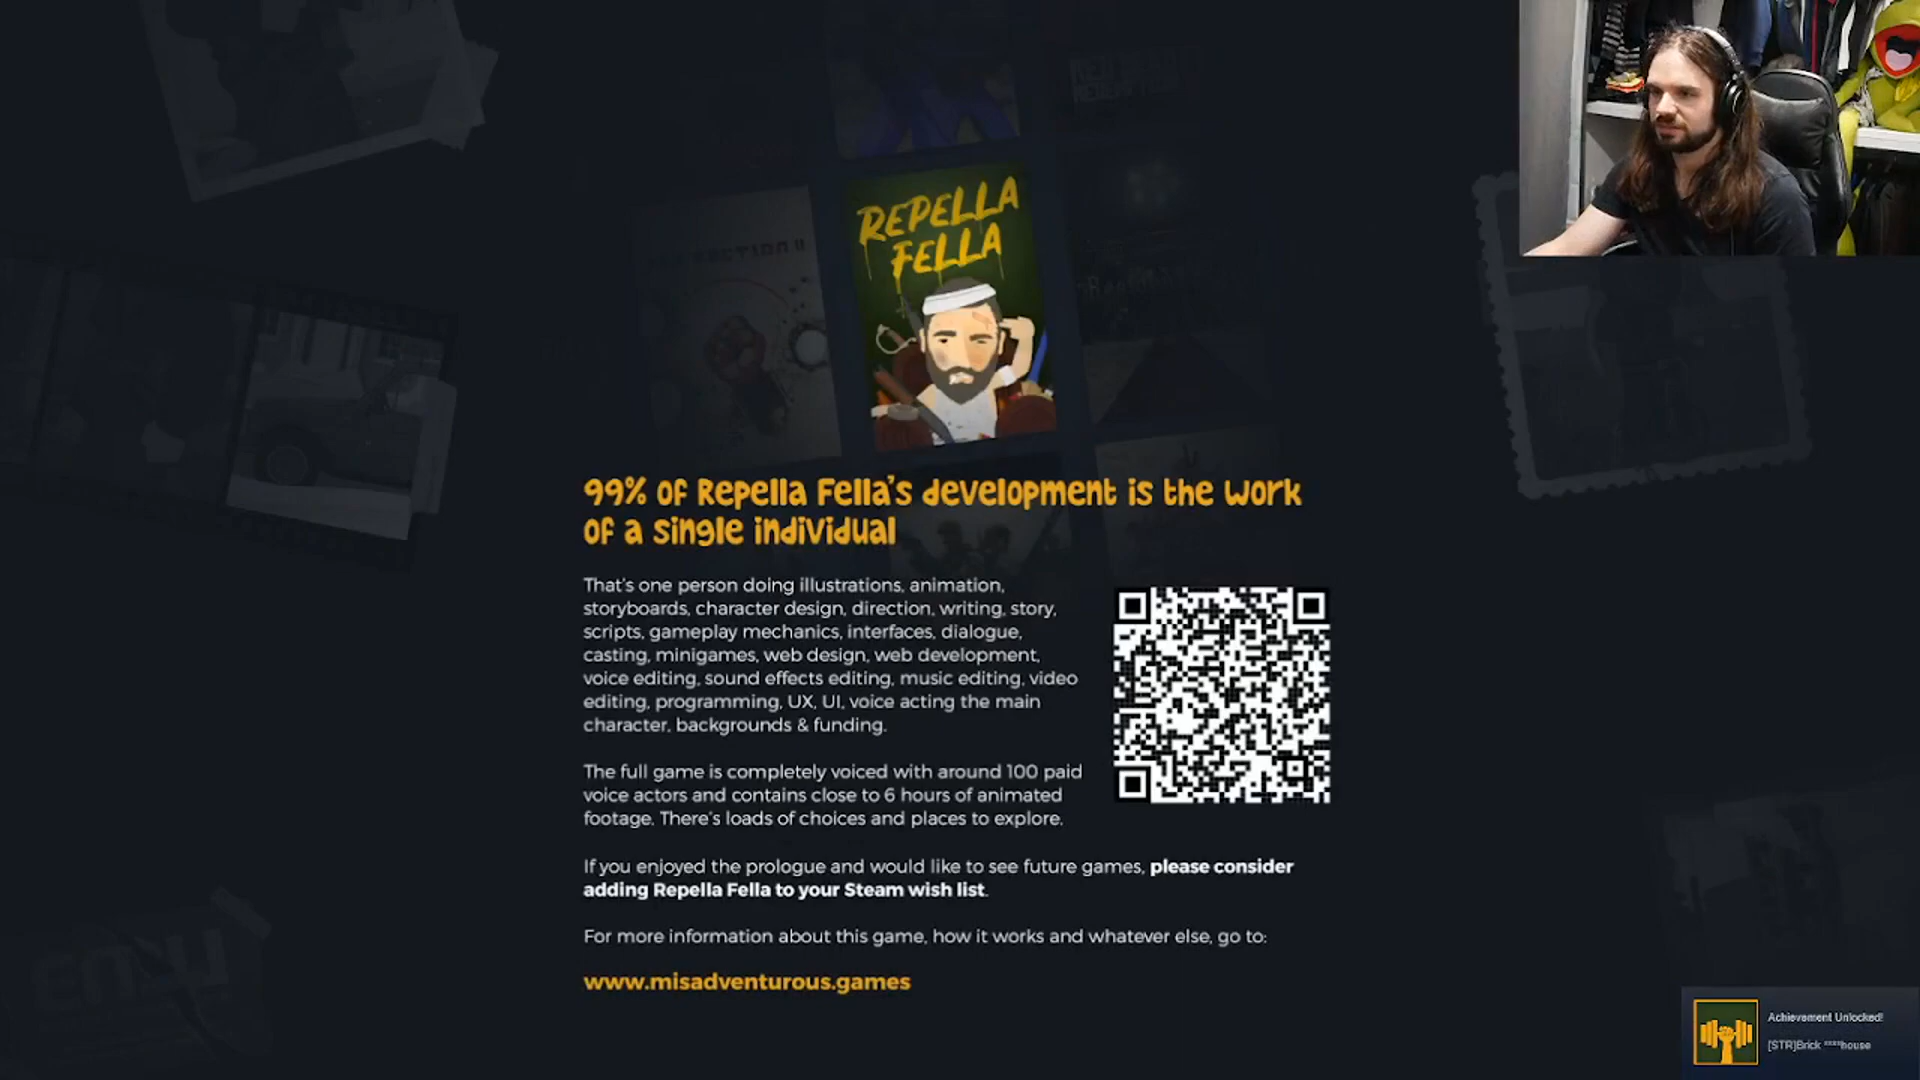 REPELLA
FELLA
99% of Repella Fella's development is the work
of a single individual
That's one person doing illustrations, animation,
storyboards, character design, direction, writing, story,
scripts, gameplay mechanics, interfaces, dialogue,
casting, minigames, web design, web development,
voice editing, sound effects editing, music editing, video
editing, programming, UX, UI, voice acting the main
character, backgrounds & funding.
The full game is completely voiced with around 100 paid
voice actors and contains close to 6 hours of animated
footage. There's loads of choices and places to explore.
If you enjoyed the prologue and would like to see future games, please consider
adding Repella Fella to your Steam wish list.
For more information about this game, how it works and whatever else, go to:
www.misadventurous.games
Achievement Unlocked!
[STR]Brick ****house